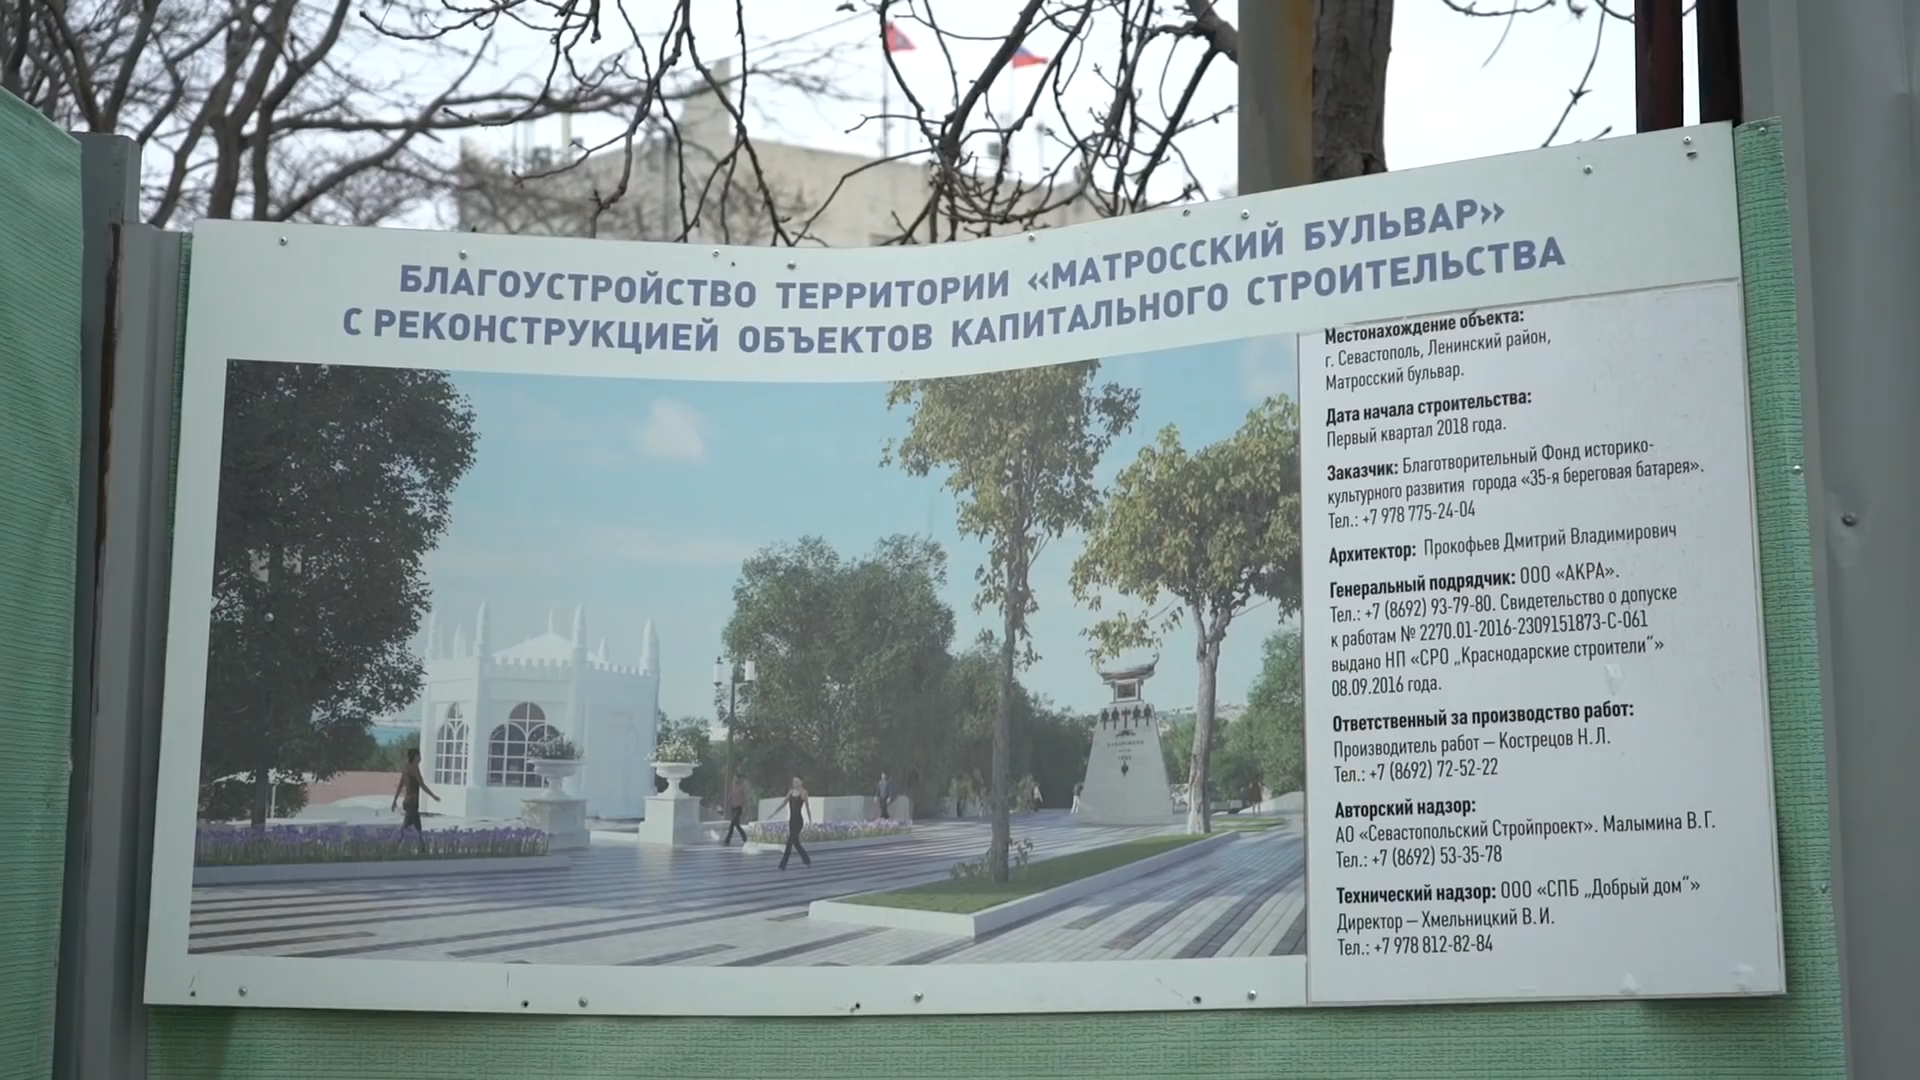 БЛАГОУСТРОЙСТВО ТЕРРИТОРИИ «МАТРОССКИЙ БУЛЬВАР»
С РЕКОНСТРУКЦИЕЙ ОБЪЕКТОВ КАПИТАЛЬНОГО СТРОИТЕЛЬСТВА
Местонахождение объекта:
г. Севастополь, Ленинский район,
Матросский бульвар.
Дата начала строительства:
Первый квартал 2018 года.
Заказчик: Благотворительный Фонд историко-
культурного развития города «35-я береговая батарея».
Тел.: +7 978 775-24-04
Архитектор: Прокофьев Дмитрий Владимирович
Генеральный подрядчик: ООО «АКРА».
Тел.: +7 (8692) 93-79-80. Свидетельство о допуске
к работам № 2270.01-2016-2309151873-С-061
выдано НП «СРО „Краснодарские строители“»
08.09.2016 года.
Ответственный за производство работ:
Производитель работ – Кострецов Н.Л.
Тел.: +7 (8692) 72-52-22
Авторский надзор:
АО «Севастопольский Стройпроект». Малымина В.Г.
Тел.: +7 (8692) 53-35-78
Технический надзор: ООО «СПБ „Добрый дом“»
Директор – Хмельницкий В.И.
Тел.: +7 978 812-82-84